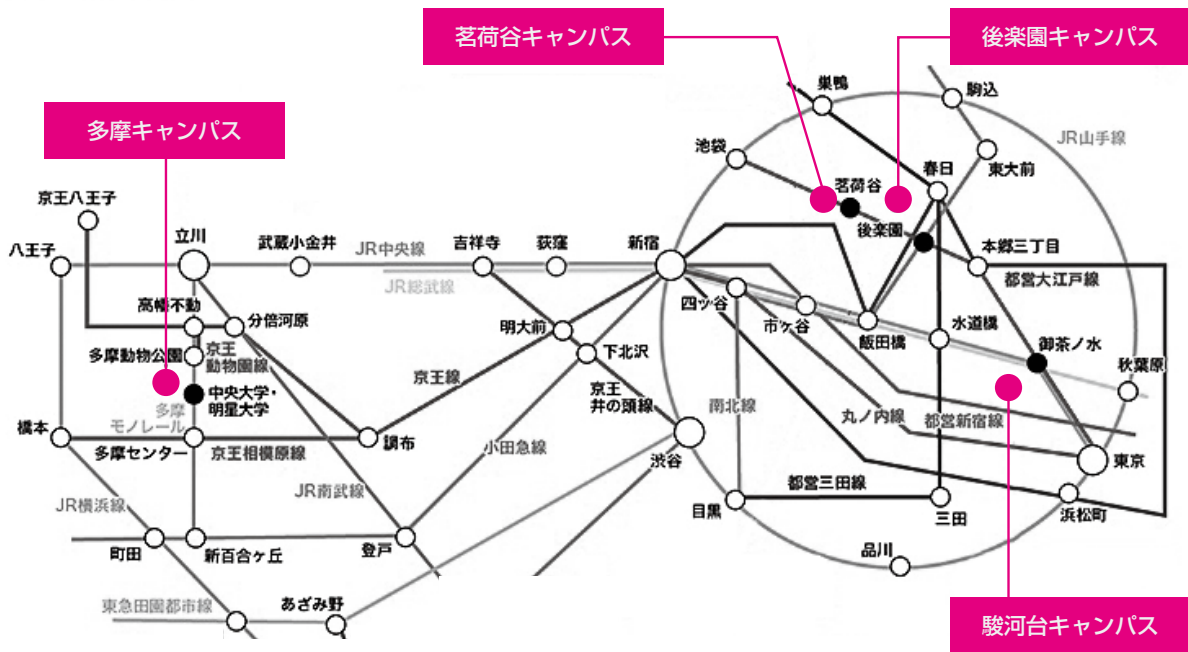 茗荷谷キャンパス
後楽園キャンパス
多摩キャンパス
巣鴨
駒込
JR山手線
池袋
東大前
春日
茗荷谷
後楽園
京王八王子
立川
武蔵小金井
JR中央線
吉祥寺
荻窪
新宿
本郷三丁目
八王子
都営大江戸線
JR総武線
高幡不動
分倍河原
四ツ谷
市ヶ谷
飯田橋
水道橋
御茶ノ水
明大前
多摩動物公園
京王
動物園線
下北沢
秋葉原
京王線
京王
井の頭線
中央大学・
明星大学
多摩
モノレール
南北線
丸ノ内線
都営新宿線
橋本
多摩センター
京王相模原線
調布
小田急線
渋谷
東京
都営三田線
JR南武線
JR横浜線
目黒
三田
浜松町
町田
新百合ヶ丘
登戸
品川
東急田園都市線
あざみ野
駿河台キャンパス